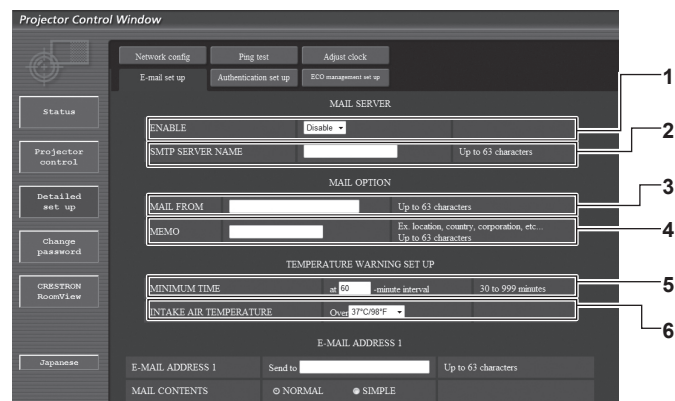 Projector Control Window
Network config Ping test Adjust clock
E-mail set up Authentication set up ECO management set up
Status
Projector control
Detailed set up
Change password
CRESTRON RoomView
Japanese
MAIL SERVER
ENABLE Disable 1
SMTP SERVER NAME Up to 63 characters 2
MAIL OPTION
MAIL FROM Up to 63 characters 3
MEMO Ex. location, country, corporation, etc...
Up to 63 characters 4
TEMPERATURE WARNING SET UP
MINIMUM TIME at 60 -minute interval 30 to 999 minutes 5
INTAKE AIR TEMPERATURE Over 37°C/98°F 6
E-MAIL ADDRESS 1
E-MAIL ADDRESS 1 Send to Up to 63 characters
MAIL CONTENTS NORMAL SIMPLE